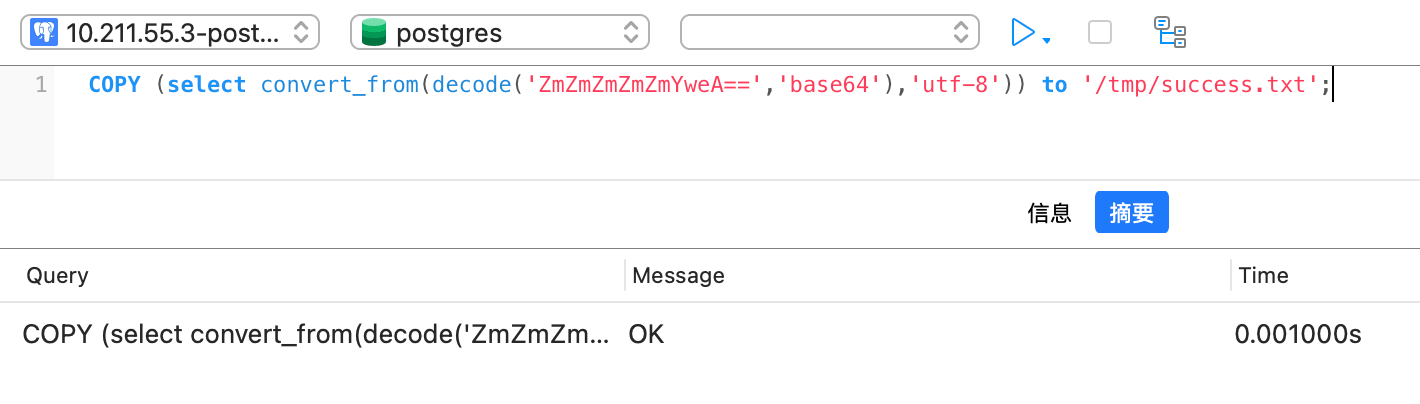 10.211.55.3-post... postgres
1 COPY (select convert_from(decode('ZmZmZmZmZmYweA==','base64'),'utf-8')) to '/tmp/success.txt';
信息 摘要
Query Message Time
COPY (select convert_from(decode('ZmZmZm... OK 0.001000s